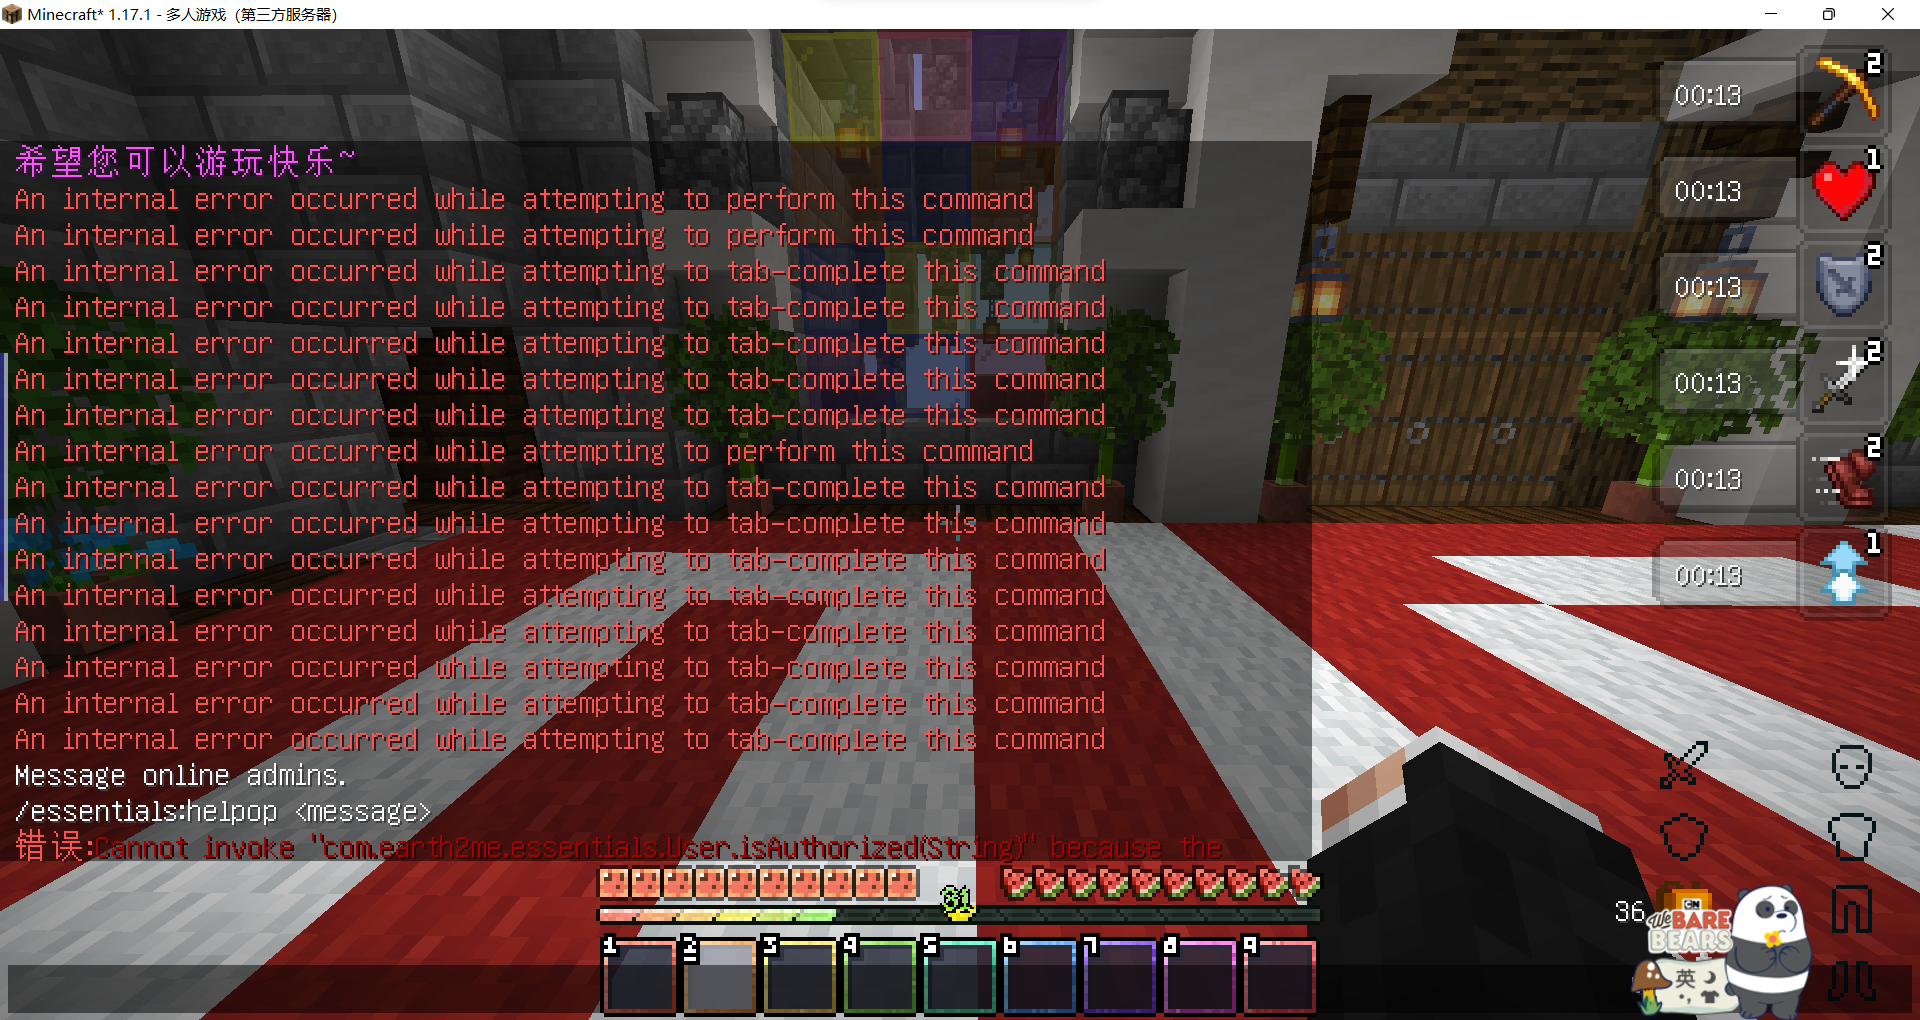 Minecraft* 1.17.1 - 多人游戏 (第三方服务器)
希望您可以游玩快乐~
An internal error occurred while attempting to perform this command
An internal error occurred while attempting to perform this command
An internal error occurred while attempting to tab-complete this command
An internal error occurred while attempting to tab-complete this command
An internal error occurred while attempting to tab-complete this command
An internal error occurred while attempting to tab-complete this command
An internal error occurred while attempting to tab-complete this command
An internal error occurred while attempting to perform this command
An internal error occurred while attempting to tab-complete this command
An internal error occurred while attempting to tab-complete this command
An internal error occurred while attempting to tab-complete this command
An internal error occurred while attempting to tab-complete this command
An internal error occurred while attempting to tab-complete this command
An internal error occurred while attempting to tab-complete this command
An internal error occurred while attempting to tab-complete this command
An internal error occurred while attempting to tab-complete this command
Message online admins.
/essentials:helpop <message>
错误:Cannot invoke "com.earth2me.essentials.User.isAuthorized(String)" because the
00:13 2
00:13 1
00:13 2
00:13 2
00:13 2
00:13 1
81
1 2 3 4 5 6 7 8 9
36
CN
We BARE BEARS
英